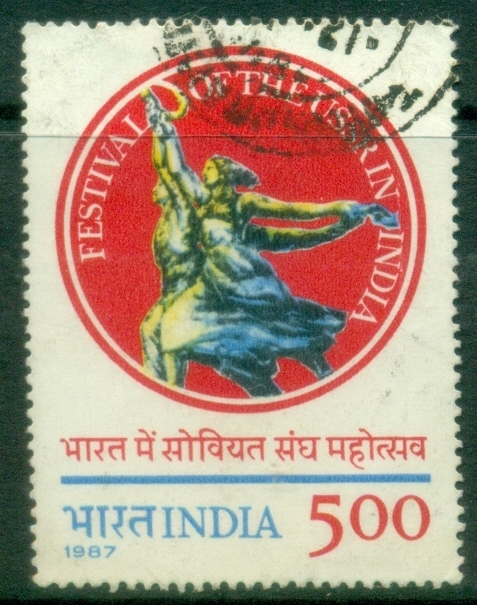 FESTIVAL OF THE USSR IN INDIA
भारत में सोवियत संघ महोत्सव
भारत INDIA 500
1987